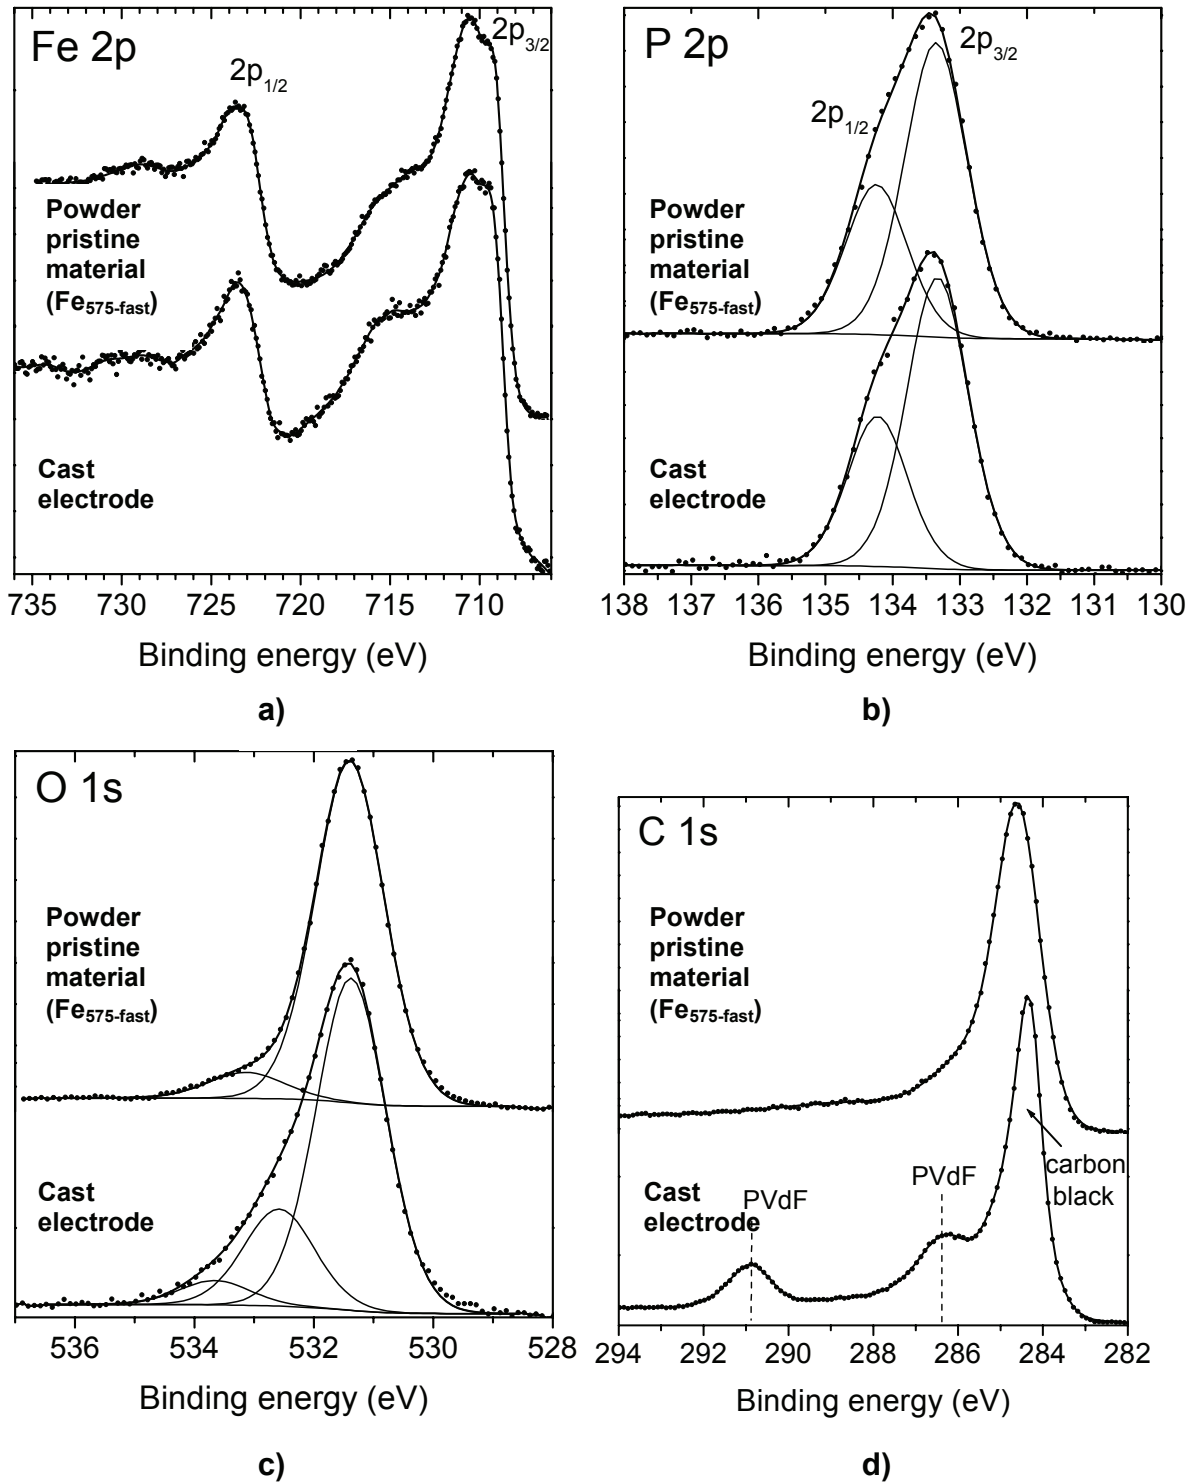 Fe 2p
2p1/2
2p3/2
Powder
pristine
material
(Fe575-fast)
Cast
electrode
735 730 725 720 715 710
Binding energy (eV)
a)
P 2p
2p3/2
2p1/2
Powder
pristine
material
(Fe575-fast)
Cast
electrode
138 137 136 135 134 133 132 131 130
Binding energy (eV)
b)
O 1s
Powder
pristine
material
(Fe575-fast)
Cast
electrode
536 534 532 530 528
Binding energy (eV)
c)
C 1s
Powder
pristine
material
(Fe575-fast)
carbon
black
PVdF
Cast
electrode
PVdF
294 292 290 288 286 284 282
Binding energy (eV)
d)